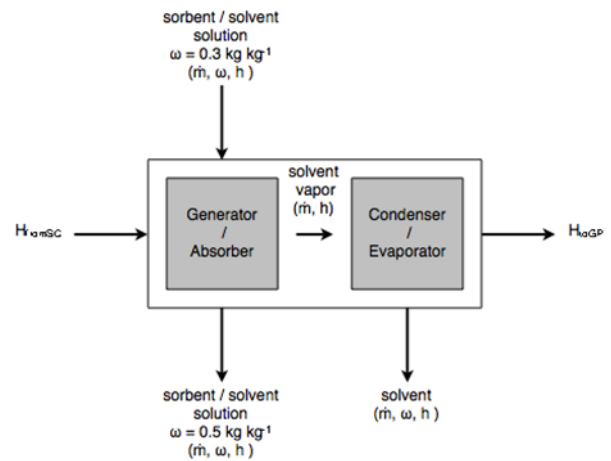 sorbent / solvent
solution
ω = 0.3 kg kg⁻¹
(ṁ, ω, h )
solvent
vapor
(ṁ, h)
Generator
/
Absorber
Condenser
/
Evaporator
sorbent / solvent
solution
ω = 0.5 kg kg⁻¹
(ṁ, ω, h )
solvent
(ṁ, ω, h )